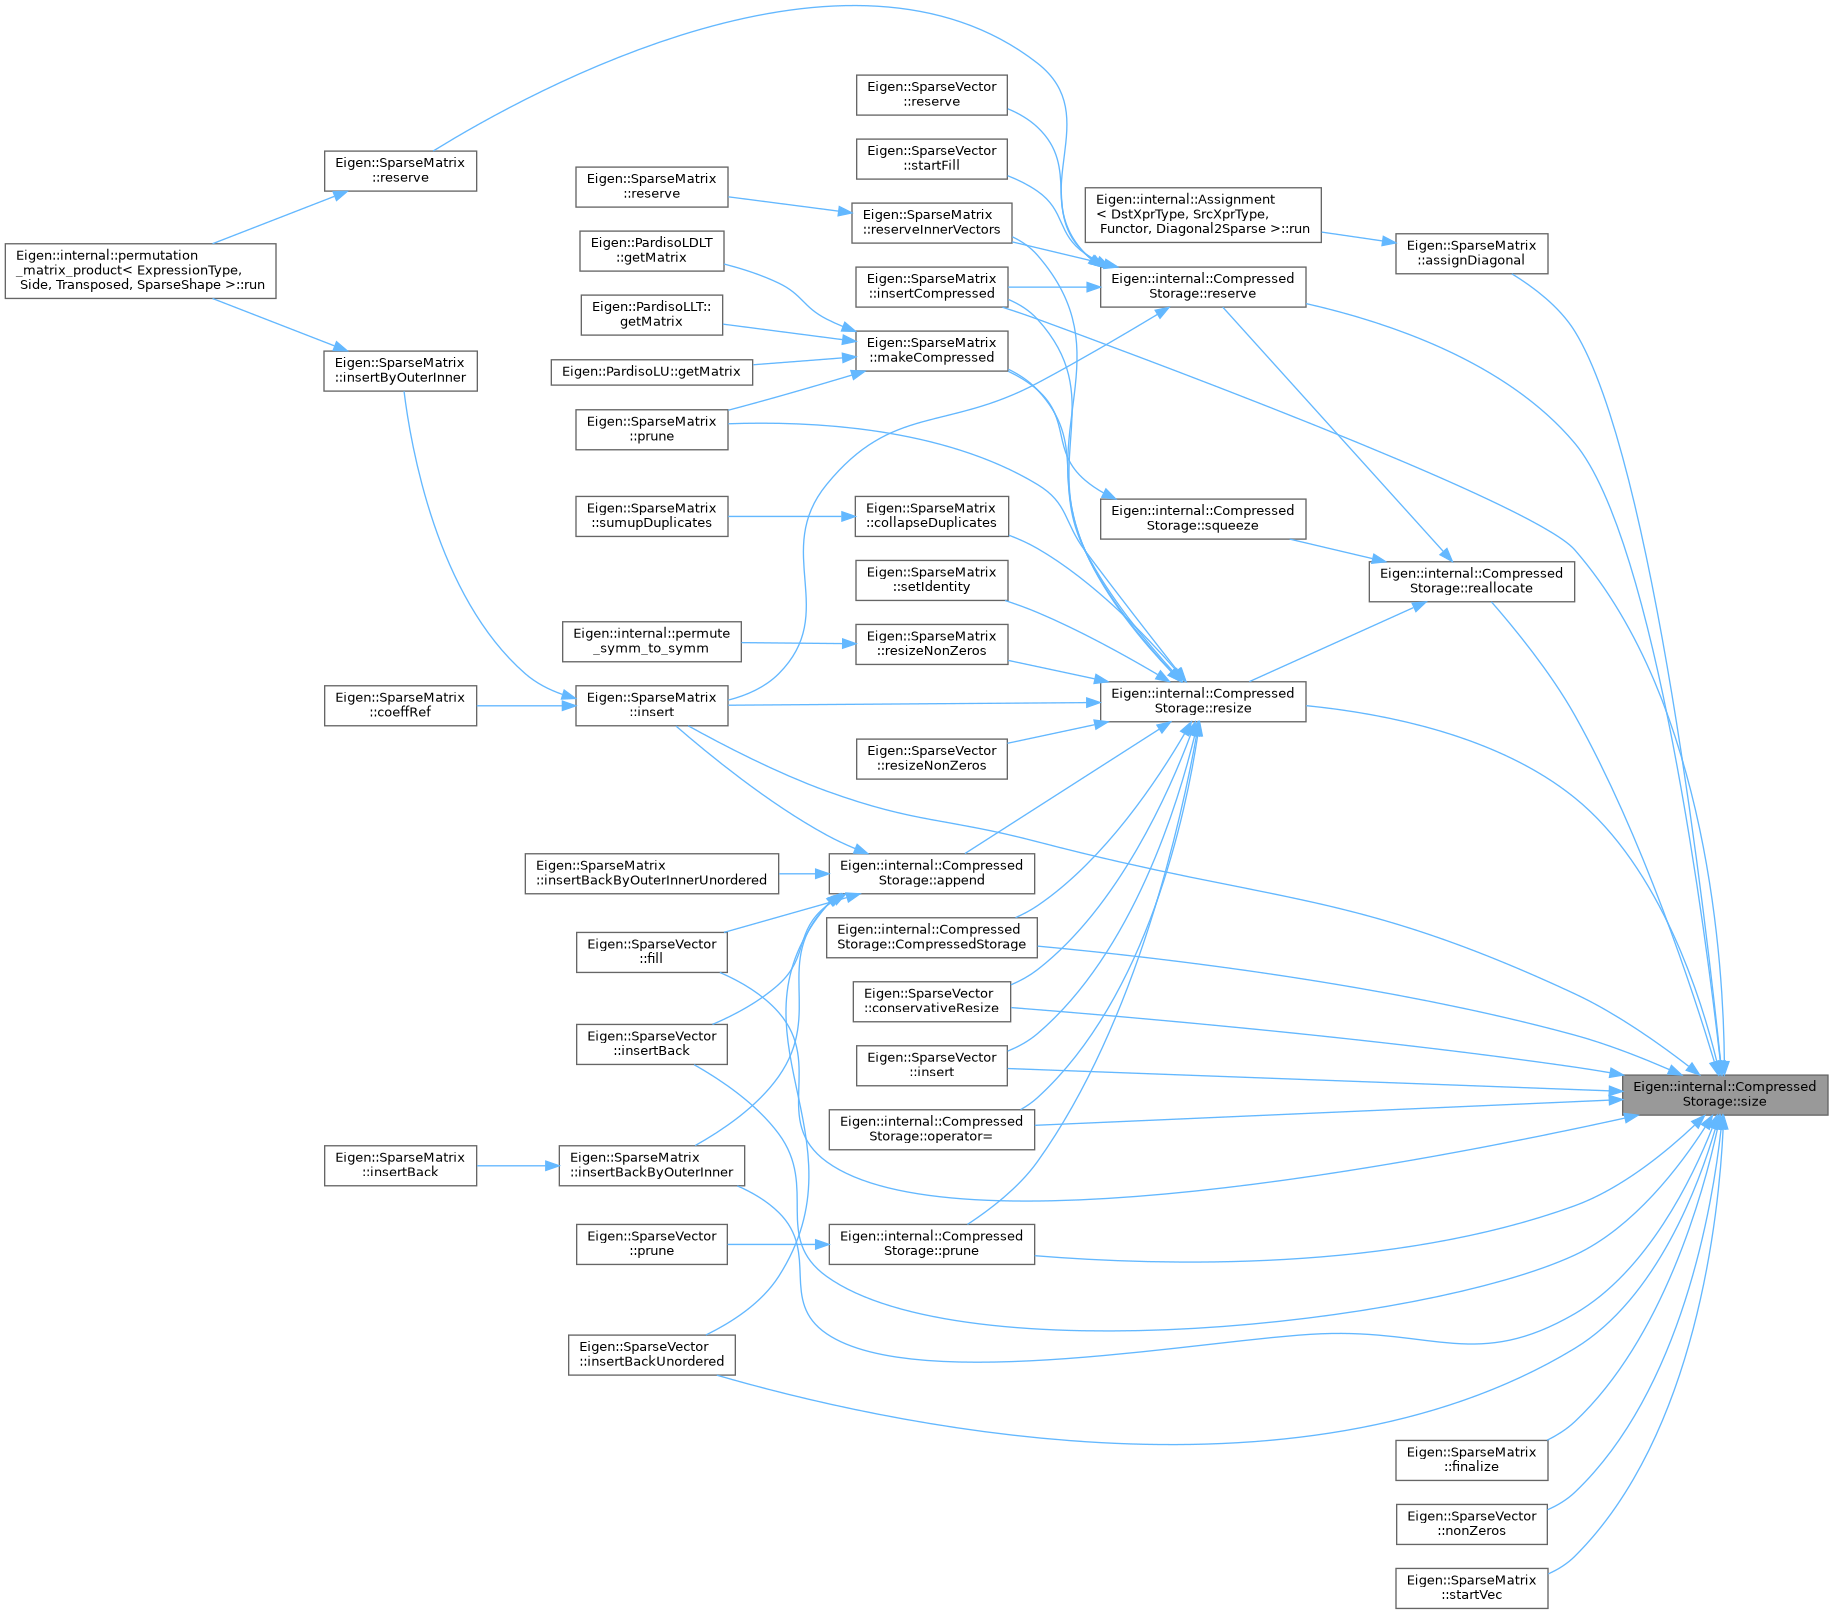 Eigen::SparseVector
::reserve
Eigen::SparseVector
::startFill
Eigen::SparseMatrix
::reserve
Eigen::SparseMatrix
::reserve
Eigen::internal::Assignment
< DstXprType, SrcXprType,
Functor, Diagonal2Sparse >::run
Eigen::SparseMatrix
::reserveInnerVectors
Eigen::PardisoLDLT
::getMatrix
Eigen::SparseMatrix
::assignDiagonal
Eigen::internal::permutation
_matrix_product< ExpressionType,
Side, Transposed, SparseShape >::run
Eigen::SparseMatrix
::insertCompressed
Eigen::internal::Compressed
Storage::reserve
Eigen::PardisoLLT::
getMatrix
Eigen::SparseMatrix
::makeCompressed
Eigen::SparseMatrix
::insertByOuterInner
Eigen::PardisoLU::getMatrix
Eigen::SparseMatrix
::prune
Eigen::SparseMatrix
::sumupDuplicates
Eigen::SparseMatrix
::collapseDuplicates
Eigen::internal::Compressed
Storage::squeeze
Eigen::SparseMatrix
::setIdentity
Eigen::internal::Compressed
Storage::reallocate
Eigen::internal::permute
_symm_to_symm
Eigen::SparseMatrix
::resizeNonZeros
Eigen::SparseMatrix
::coeffRef
Eigen::SparseMatrix
::insert
Eigen::internal::Compressed
Storage::resize
Eigen::SparseVector
::resizeNonZeros
Eigen::SparseMatrix
::insertBackByOuterInnerUnordered
Eigen::internal::Compressed
Storage::append
Eigen::SparseVector
::fill
Eigen::internal::Compressed
Storage::CompressedStorage
Eigen::SparseVector
::conservativeResize
Eigen::SparseVector
::insertBack
Eigen::SparseVector
::insert
Eigen::internal::Compressed
Storage::size
Eigen::internal::Compressed
Storage::operator=
Eigen::SparseMatrix
::insertBack
Eigen::SparseMatrix
::insertBackByOuterInner
Eigen::SparseVector
::prune
Eigen::internal::Compressed
Storage::prune
Eigen::SparseVector
::insertBackUnordered
Eigen::SparseMatrix
::finalize
Eigen::SparseVector
::nonZeros
Eigen::SparseMatrix
::startVec